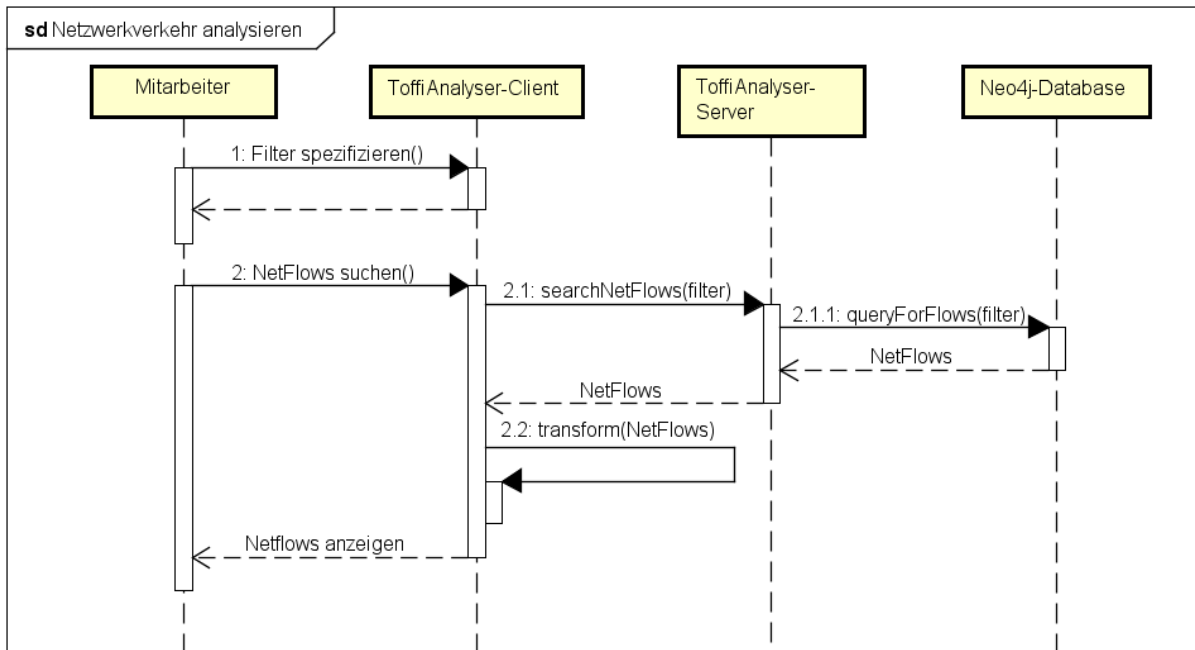 sd Netzwerkverkehr analysieren
Mitarbeiter
ToffiAnalyser-Client
ToffiAnalyser-
Server
Neo4j-Database
1: Filter spezifizieren()
2: NetFlows suchen()
2.1: searchNetFlows(filter)
2.1.1: queryForFlows(filter)
NetFlows
NetFlows
2.2: transform(NetFlows)
Netflows anzeigen